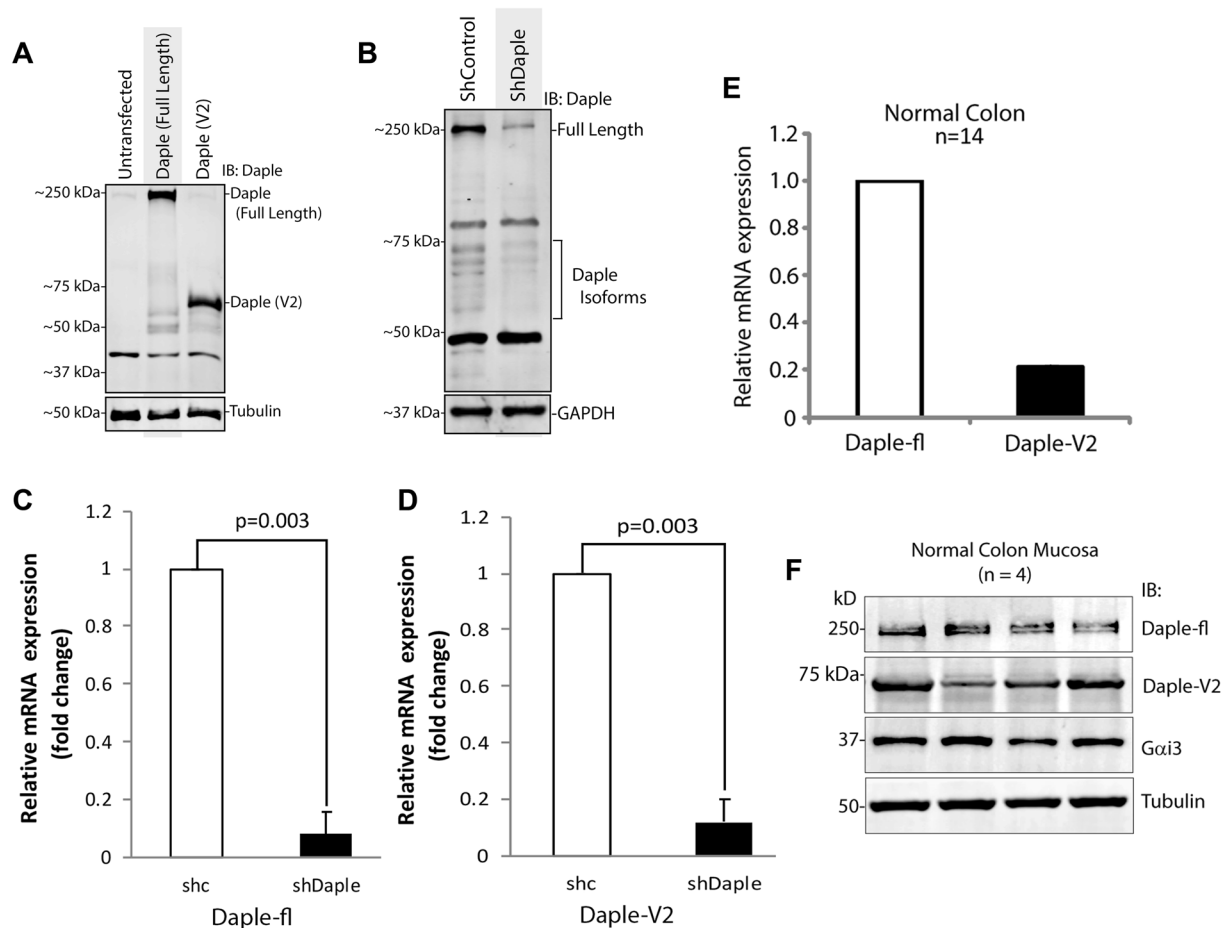 A
Untransfected
Daple (Full Length)
Daple (V2)
IB: Daple
~250 kDa
Daple
(Full Length)
~75 kDa
Daple (V2)
~50 kDa
~37 kDa
~50 kDa
Tubulin
B
ShControl
ShDaple
IB: Daple
~250 kDa
Full Length
~75 kDa
Daple
Isoforms
~50 kDa
~37 kDa
GAPDH
E
Normal Colon
n=14
Relative mRNA expression
1.2
1.0
0.8
0.6
0.4
0.2
0
Daple-fl
Daple-V2
C
Relative mRNA expression
(fold change)
1.2
1
0.8
0.6
0.4
0.2
0
p=0.003
shc
shDaple
Daple-fl
D
Relative mRNA expression
(fold change)
1.2
1
0.8
0.6
0.4
0.2
0
p=0.003
shc
shDaple
Daple-V2
F
Normal Colon Mucosa
(n = 4)
kD
IB:
250
Daple-fl
75 kDa
Daple-V2
37
Gαi3
50
Tubulin